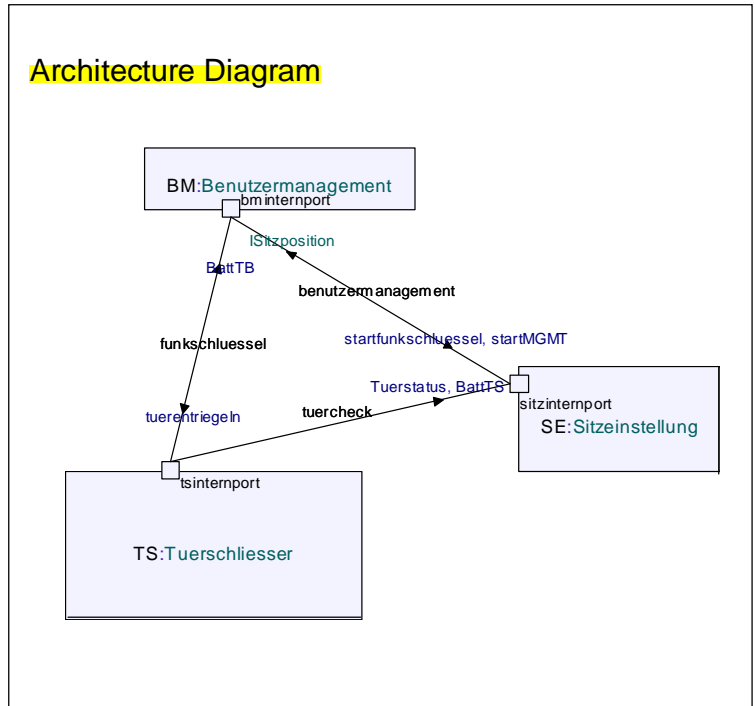 Architecture Diagram
BM:Benutzermanagement
bminternport
ISitzposition
BattTB
benutzermanagement
funkschluessel
startfunkschluessel, startMGMT
Tuerstatus, BattTS
sitzinternport
tuerentriegeln
tuercheck
SE:Sitzeinstellung
tsinternport
TS:Tuerschliesser